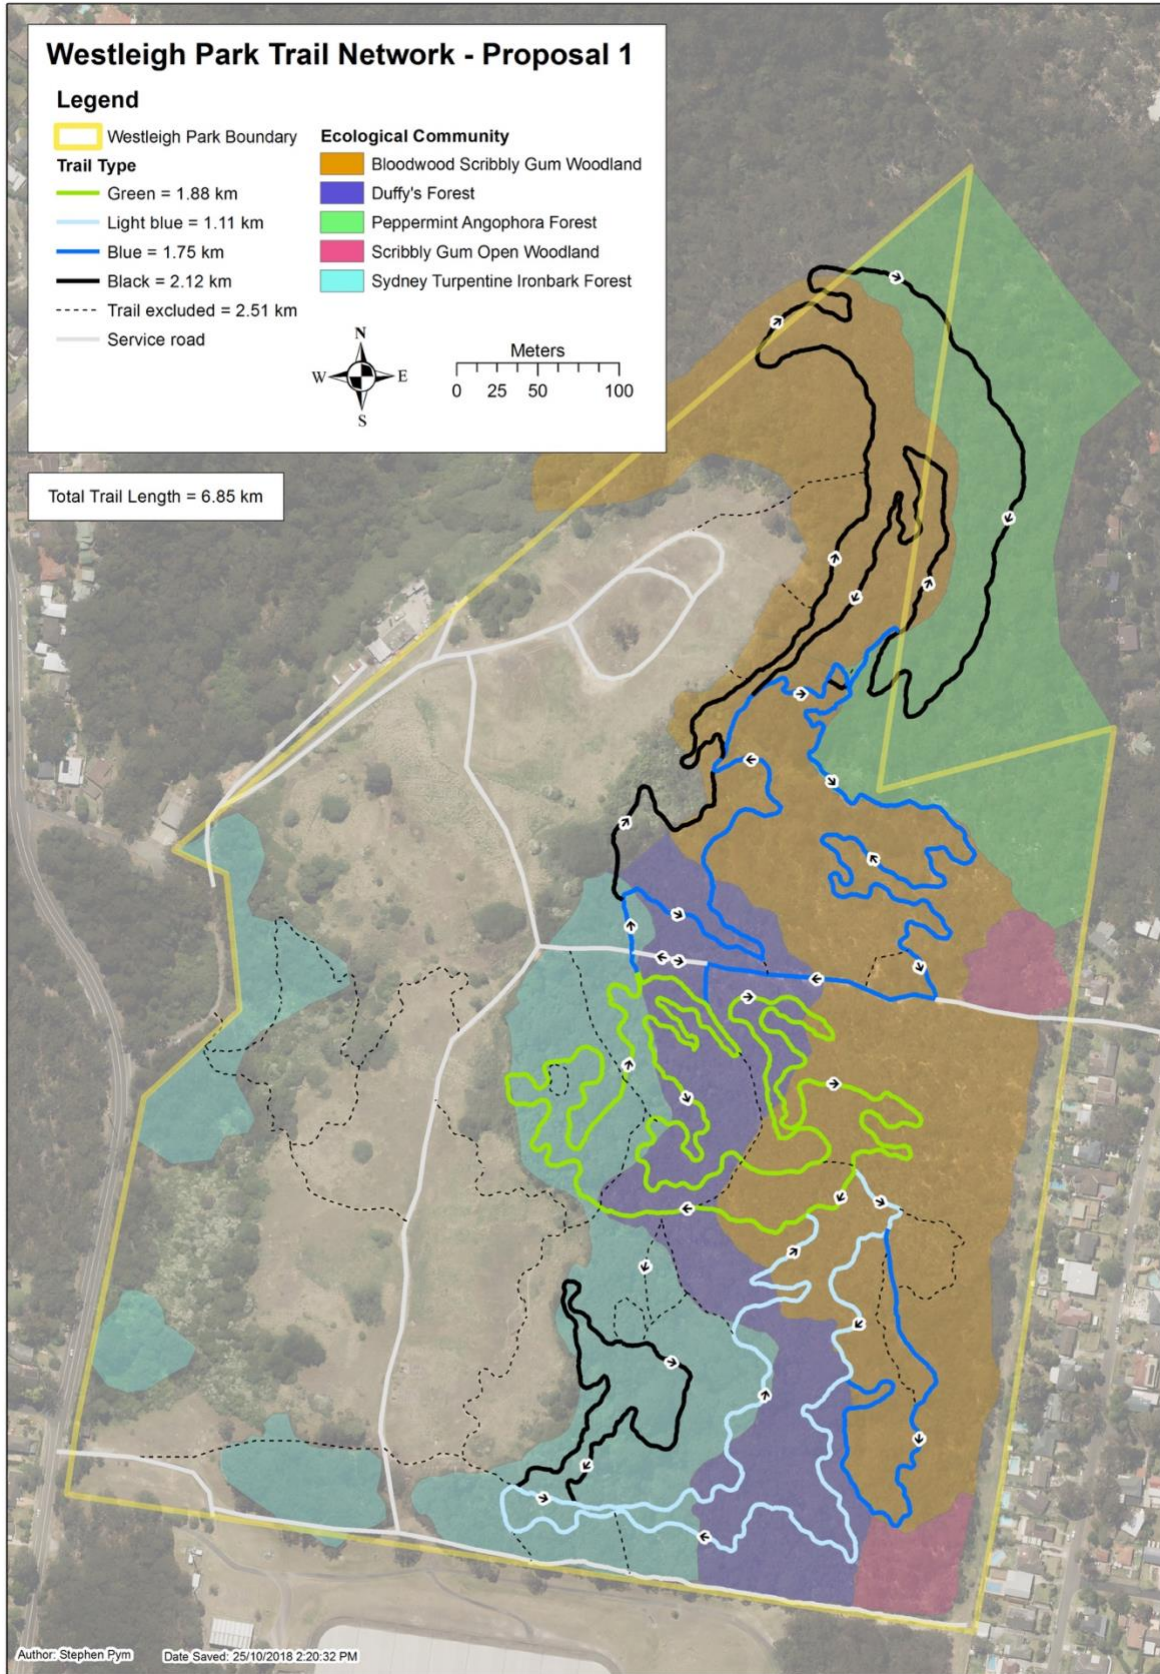 Westleigh Park Trail Network - Proposal 1
Legend
Westleigh Park Boundary
Trail Type
Green = 1.88 km
Light blue = 1.11 km
Blue = 1.75 km
Black = 2.12 km
Trail excluded = 2.51 km
Service road
Ecological Community
Bloodwood Scribbly Gum Woodland
Duffy's Forest
Peppermint Angophora Forest
Scribbly Gum Open Woodland
Sydney Turpentine Ironbark Forest
N
W E
S
Meters
0 25 50 100
Total Trail Length = 6.85 km
Author: Stephen Pym Date Saved: 25/10/2018 2:20:32 PM